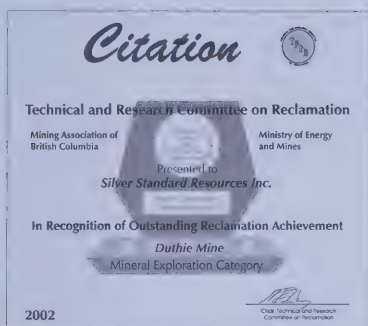 Citation
Technical and Research Committee on Reclamation
Mining Association of British Columbia
Ministry of Energy and Mines
Presented to
Silver Standard Resources Inc.
In Recognition of Outstanding Reclamation Achievement
Duthie Mine
Mineral Exploration Category
2002
Chair Technical and Research
Committee on Reclamation